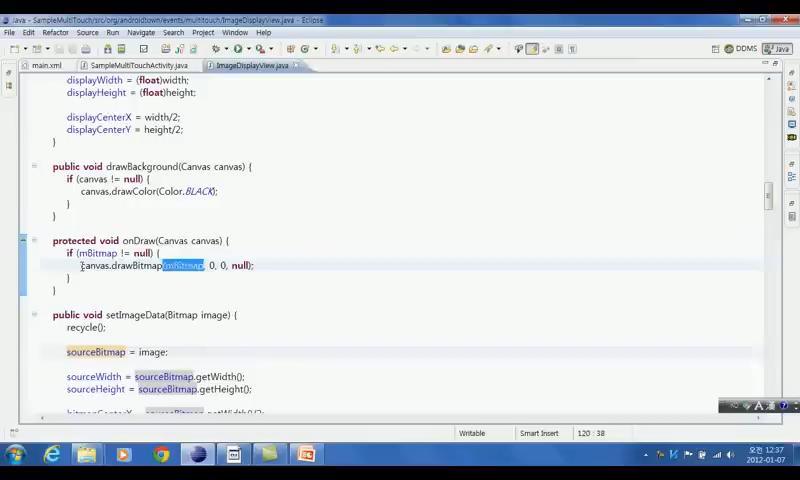 Java - SampleMultiTouch/src/org/androidtown/events/multitouch/ImageDisplayView.java - Eclipse
File Edit Refactor Source Navigate Search Project Run Window Help
DDMS Java
main.xml SampleMultiTouchActivity.java ImageDisplayView.java
displayWidth = (float)width;
displayHeight = (float)height;
displayCenterX = width/2;
displayCenterY = height/2;
}
public void drawBackground(Canvas canvas) {
if (canvas != null) {
canvas.drawColor(Color.BLACK);
}
}
protected void onDraw(Canvas canvas) {
if (mBitmap != null) {
canvas.drawBitmap(mBitmap, 0, 0, null);
}
}
public void setImageData(Bitmap image) {
recycle();
sourceBitmap = image;
sourceWidth = sourceBitmap.getWidth();
sourceHeight = sourceBitmap.getHeight();
bitmapCenterX = sourceBitmap.getWidth()/2;
Writable Smart Insert 120 : 38
오전 12:37
2012-01-07